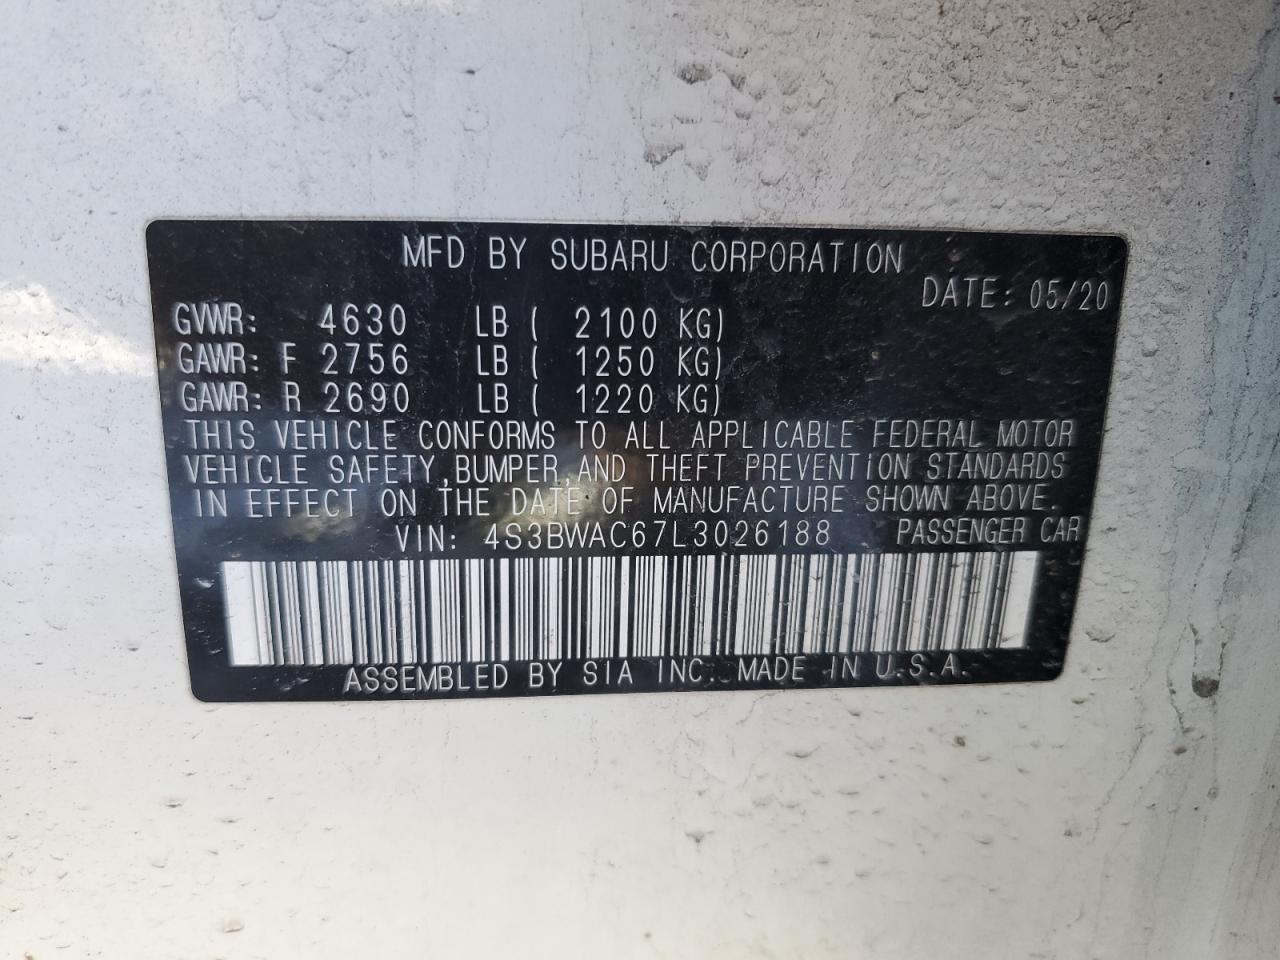 MFD BY SUBARU CORPORATION
DATE: 05/20
GVWR: 4630 LB ( 2100 KG)
GAWR: F 2756 LB ( 1250 KG)
GAWR: R 2690 LB ( 1220 KG)
THIS VEHICLE CONFORMS TO ALL APPLICABLE FEDERAL MOTOR
VEHICLE SAFETY,BUMPER,AND THEFT PREVENTION STANDARDS
IN EFFECT ON THE DATE OF MANUFACTURE SHOWN ABOVE.
VIN: 4S3BWAC67L3026188 PASSENGER CAR
ASSEMBLED BY SIA INC. MADE IN U.S.A.